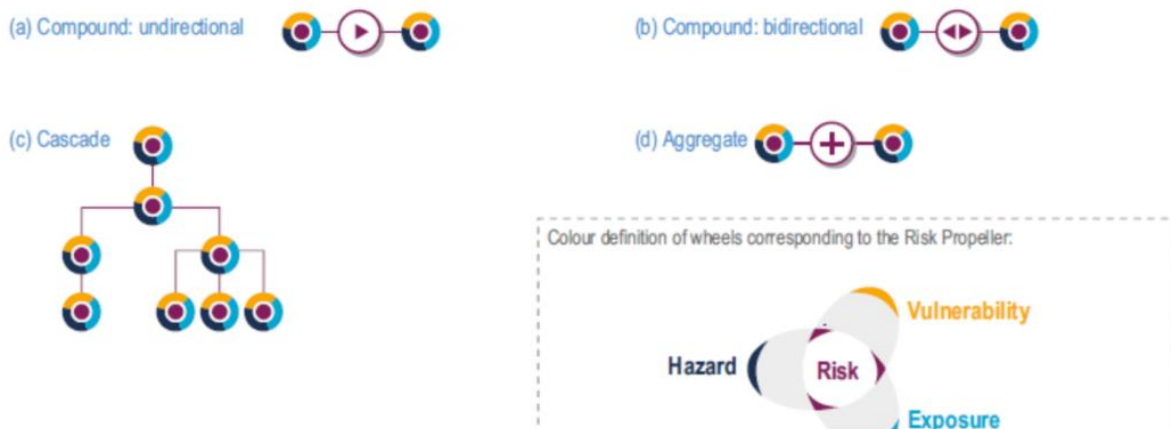 (a) Compound: undirectional
(b) Compound: bidirectional
(c) Cascade
(d) Aggregate
Colour definition of wheels corresponding to the Risk Propeller:
Vulnerability
Hazard
Risk
Exposure